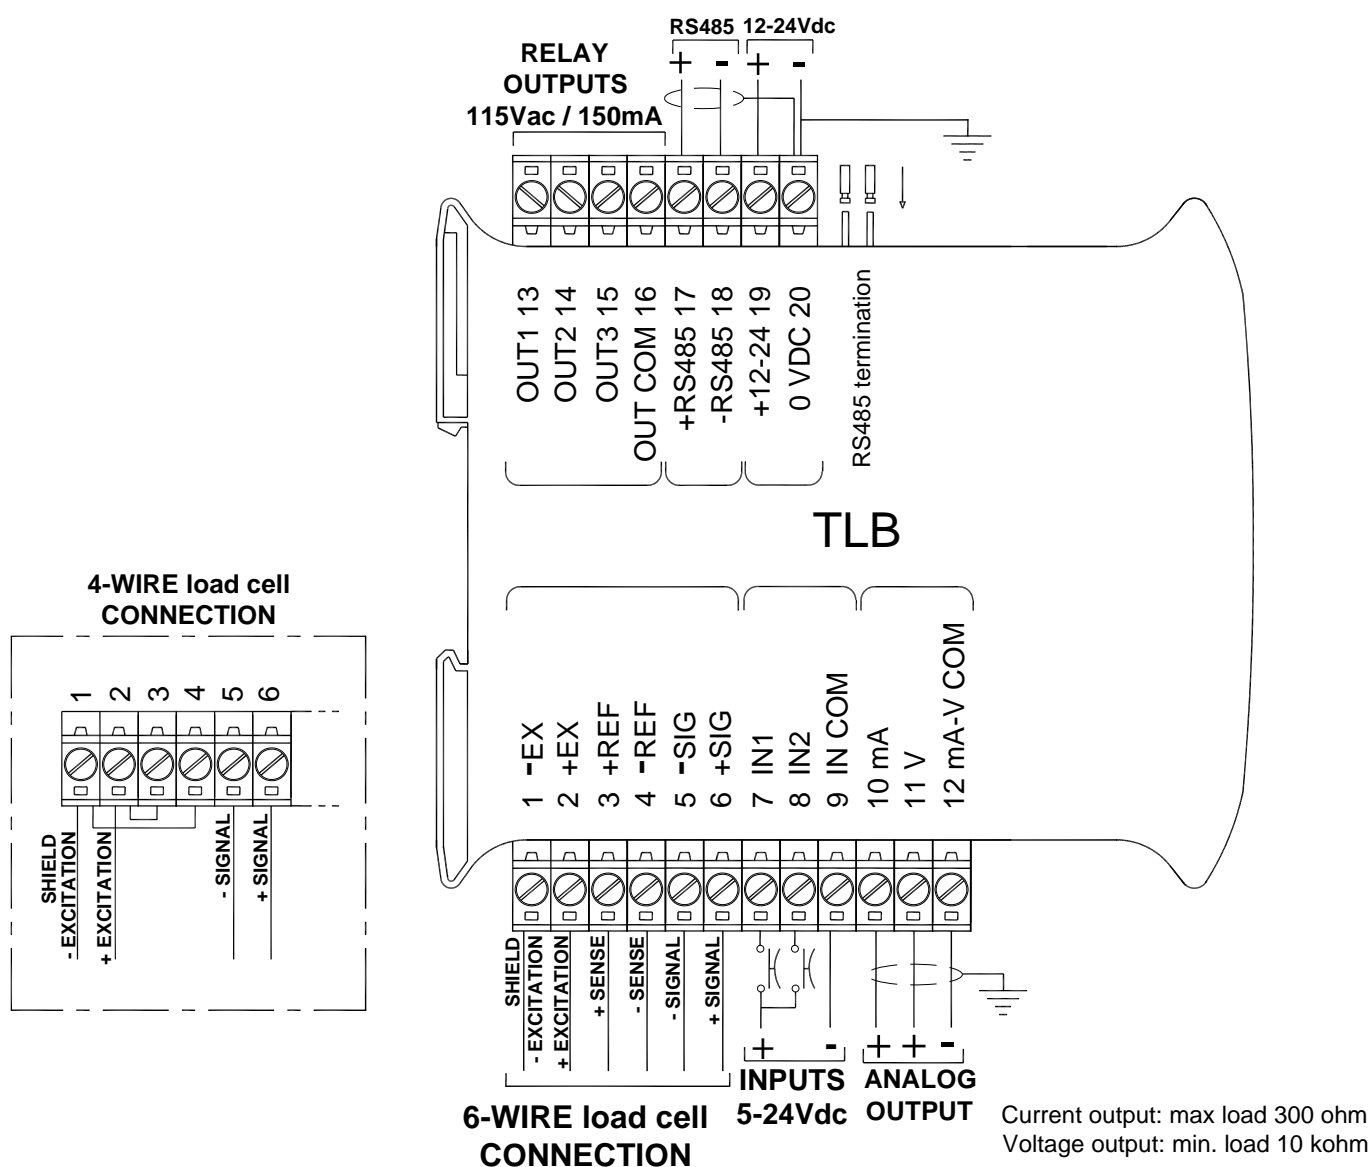 RS485 12-24Vdc
+ - + -
RELAY
OUTPUTS
115Vac / 150mA
OUT1 13
OUT2 14
OUT3 15
OUT COM 16
+RS485 17
-RS485 18
+12-24 19
0 VDC 20
RS485 termination
TLB
4-WIRE load cell
CONNECTION
1
2
3
4
5
6
SHIELD
- EXCITATION
+ EXCITATION
- SIGNAL
+ SIGNAL
1 -EX
2 +EX
3 +REF
4 -REF
5 -SIG
6 +SIG
7 IN1
8 IN2
9 IN COM
10 mA
11 V
12 mA-V COM
SHIELD
- EXCITATION
+ EXCITATION
+ SENSE
- SENSE
- SIGNAL
+ SIGNAL
6-WIRE load cell
CONNECTION
+ -
INPUTS
5-24Vdc
+ + -
ANALOG
OUTPUT
Current output: max load 300 ohm
Voltage output: min. load 10 kohm